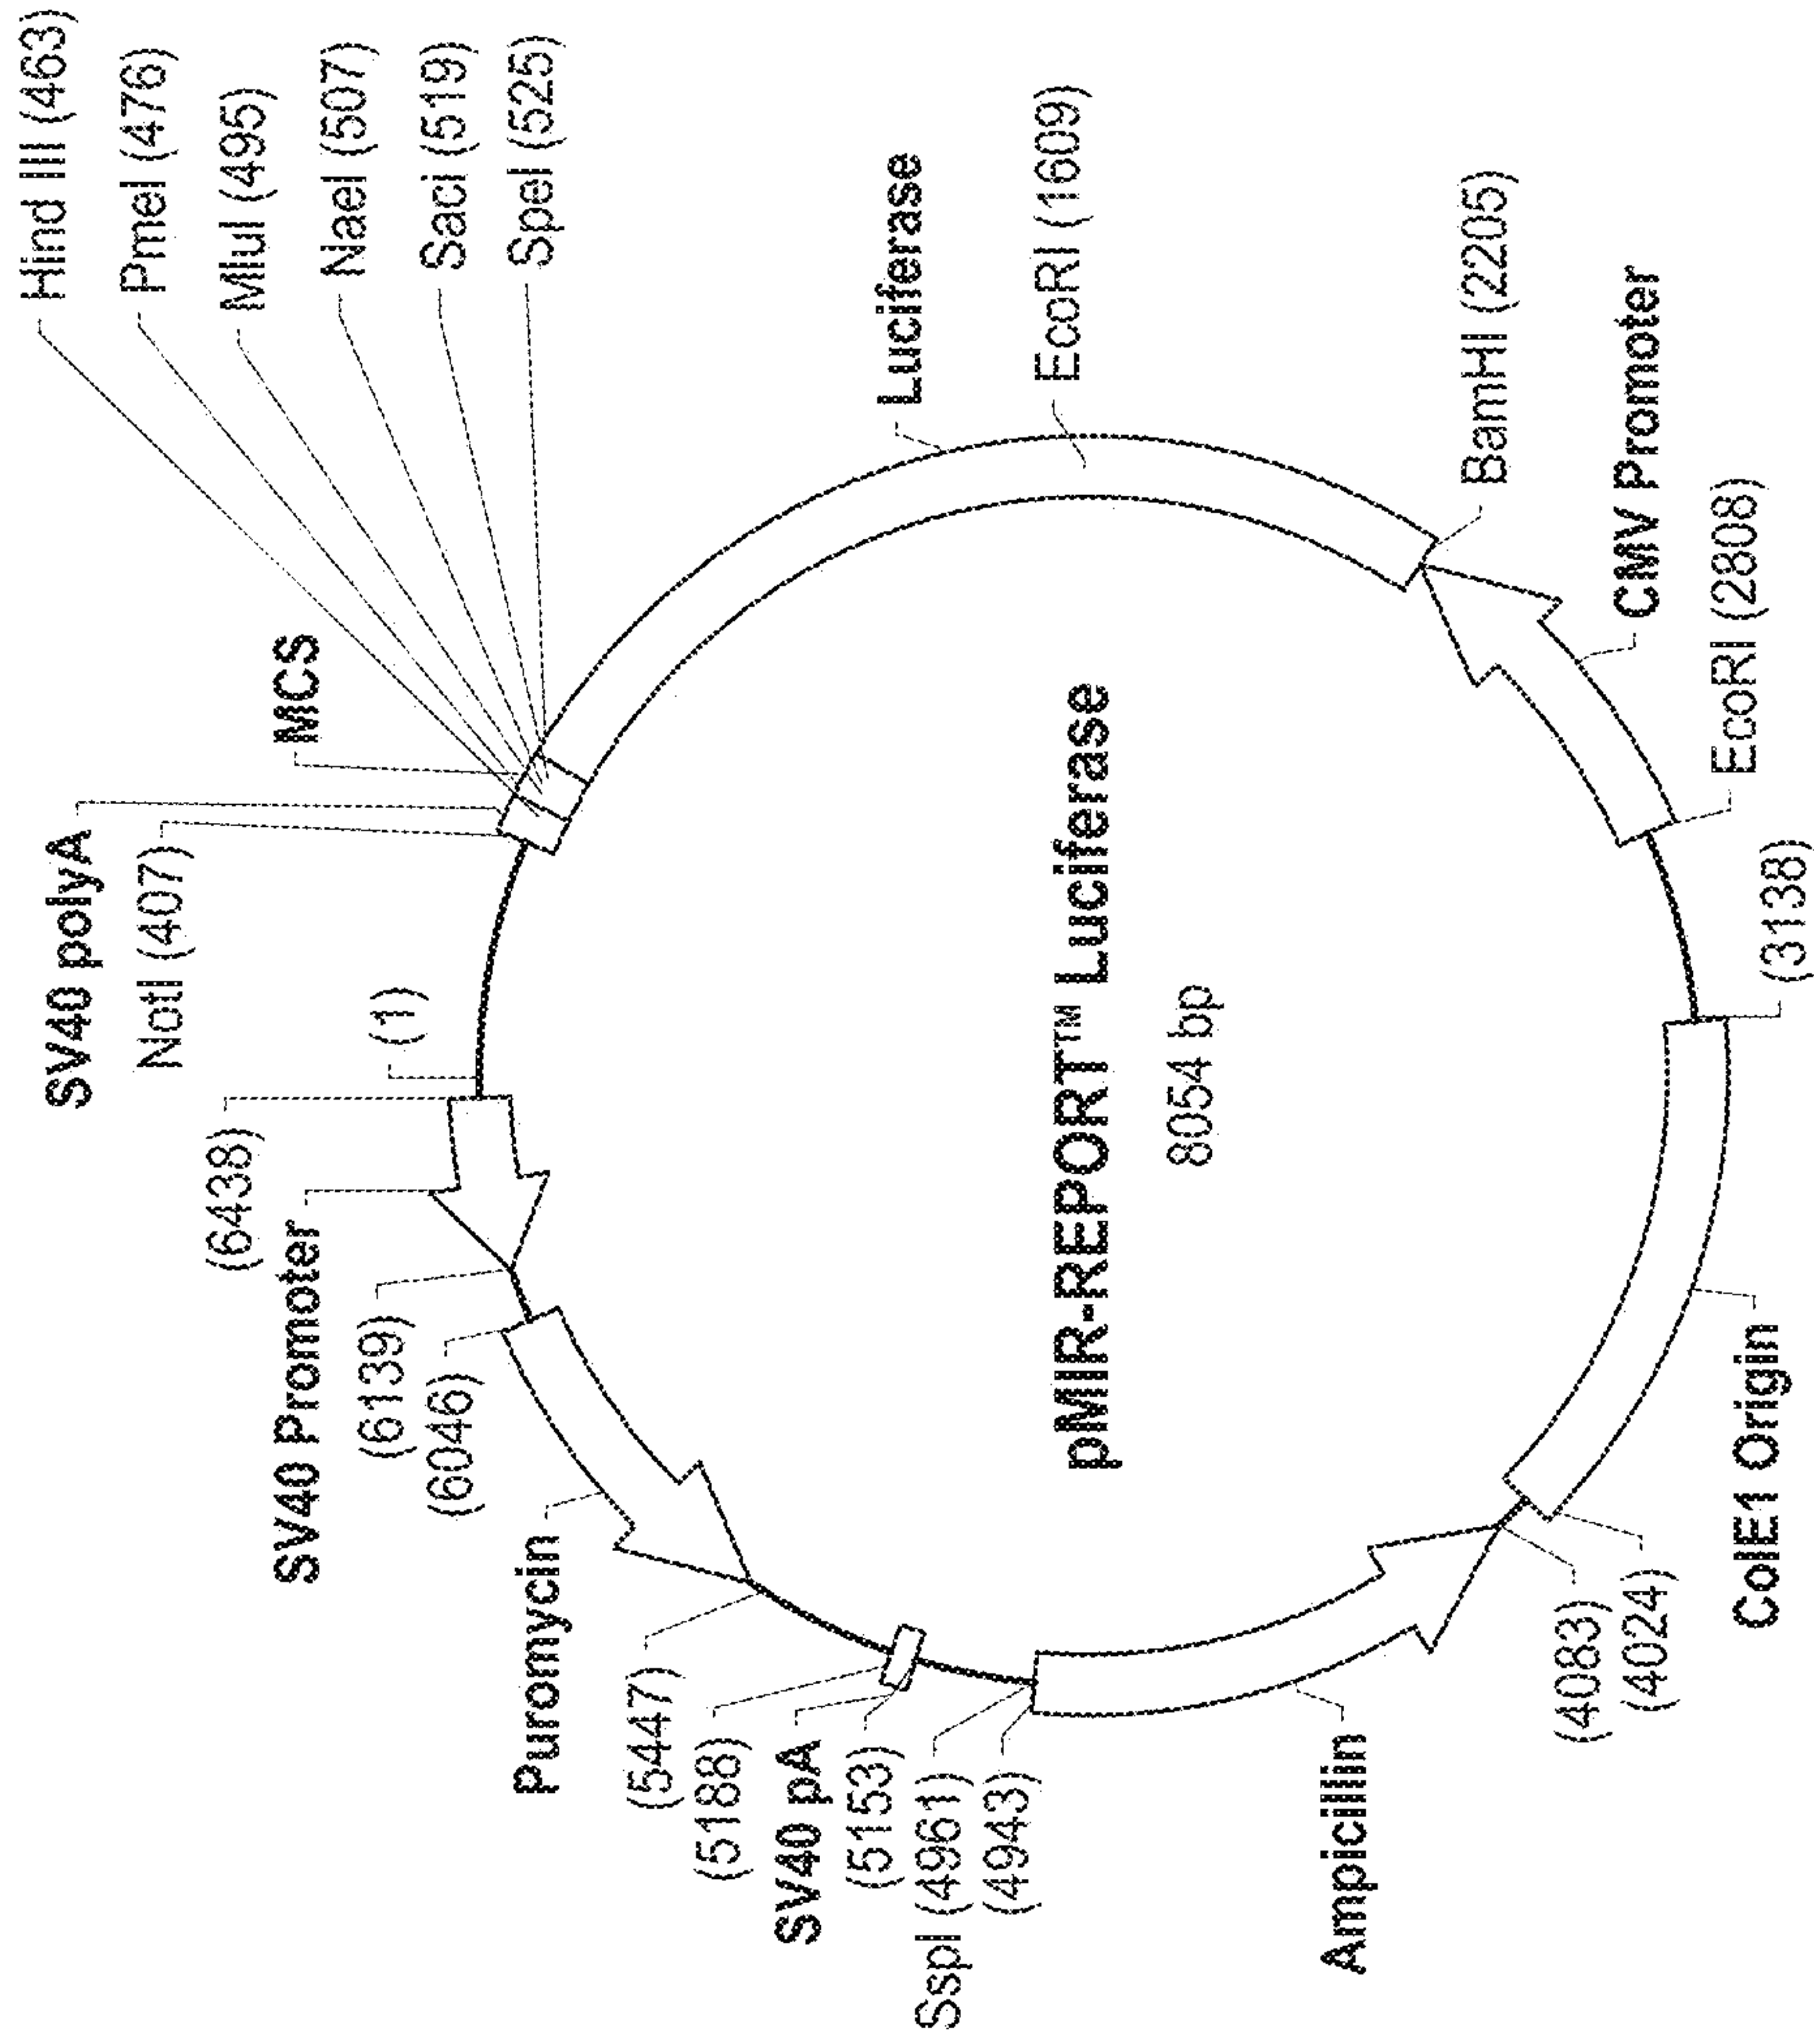 Hind III (463)
PmeI (476)
MluI (495)
NaeI (507)
SacI (519)
SpeI (525)
MCS
SV40 polyA
NotI (407)
(1)
(6438)
SV40 Promoter
(6139)
(6046)
Puromycin
(5447)
(5188)
SV40 pA
(5153)
SspI (4961)
(4943)
Ampicillin
(4083)
(4024)
ColE1 Origin
(3138)
EcoRI (2808)
CMV Promoter
BamHI (2205)
EcoRI (1609)
Luciferase
pMIR-REPORT™ Luciferase
8054 bp